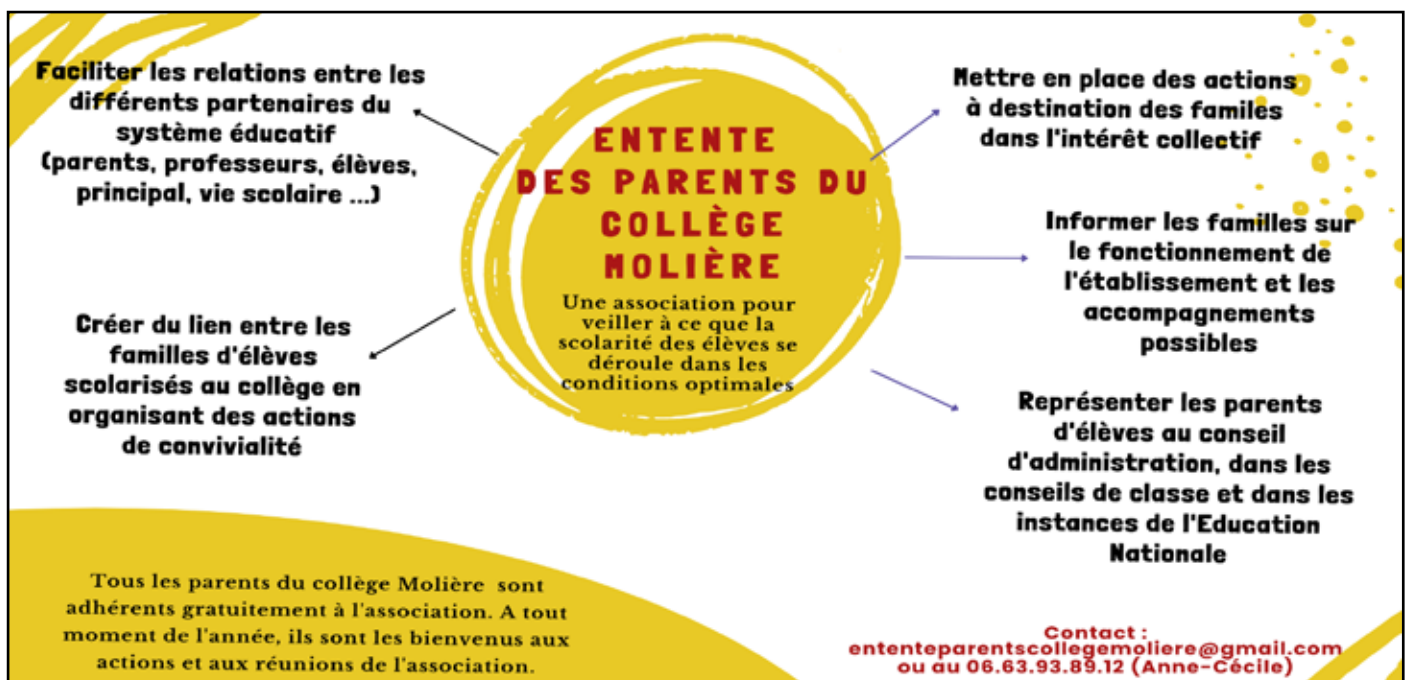 Faciliter les relations entre les
différents partenaires du
système éducatif
(parents, professeurs, élèves,
principal, vie scolaire ...)
Créer du lien entre les
familles d'élèves
scolarisés au collège en
organisant des actions
de convivialité
ENTENTE
DES PARENTS DU
COLLÈGE
MOLIÈRE
Une association pour
veiller à ce que la
scolarité des élèves se
déroule dans les
conditions optimales
Mettre en place des actions
à destination des familes
dans l'intérêt collectif
Informer les familles sur
le fonctionnement de
l'établissement et les
accompagnements
possibles
Représenter les parents
d'élèves au conseil
d'administration, dans les
conseils de classe et dans les
instances de l'Education
Nationale
Tous les parents du collège Molière sont
adhérents gratuitement à l'association. A tout
moment de l'année, ils sont les bienvenus aux
actions et aux réunions de l'association.
Contact :
ententeparentscollegemoliere@gmail.com
ou au 06.63.93.89.12 (Anne-Cécile)